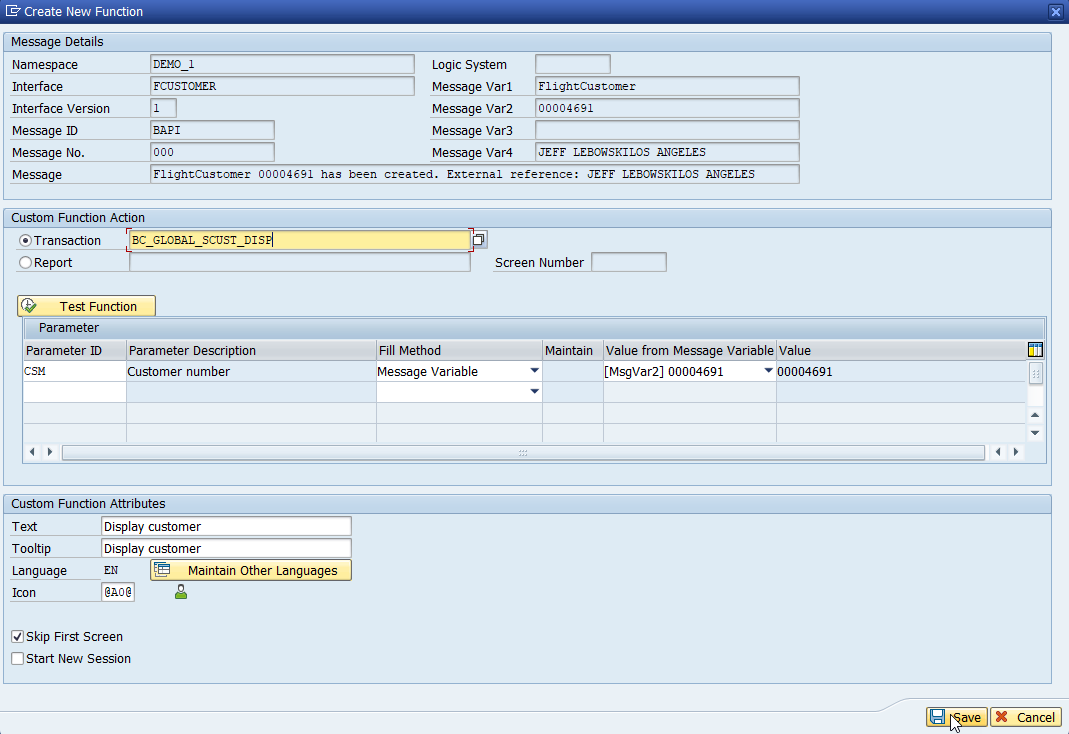 Create New Function
Message Details
Namespace DEMO_1 Logic System
Interface FCUSTOMER Message Var1 FlightCustomer
Interface Version 1 Message Var2 00004691
Message ID BAPI Message Var3
Message No. 000 Message Var4 JEFF LEBOWSKILOS ANGELES
Message FlightCustomer 00004691 has been created. External reference: JEFF LEBOWSKILOS ANGELES
Custom Function Action
Transaction BC_GLOBAL_SCUST_DISP
Report Screen Number
Test Function
Parameter
Parameter ID Parameter Description Fill Method Maintain Value from Message Variable Value
CSM Customer number Message Variable [MsgVar2] 00004691 00004691
Custom Function Attributes
Text Display customer
Tooltip Display customer
Language EN Maintain Other Languages
Icon @A0@
Skip First Screen
Start New Session
Save Cancel